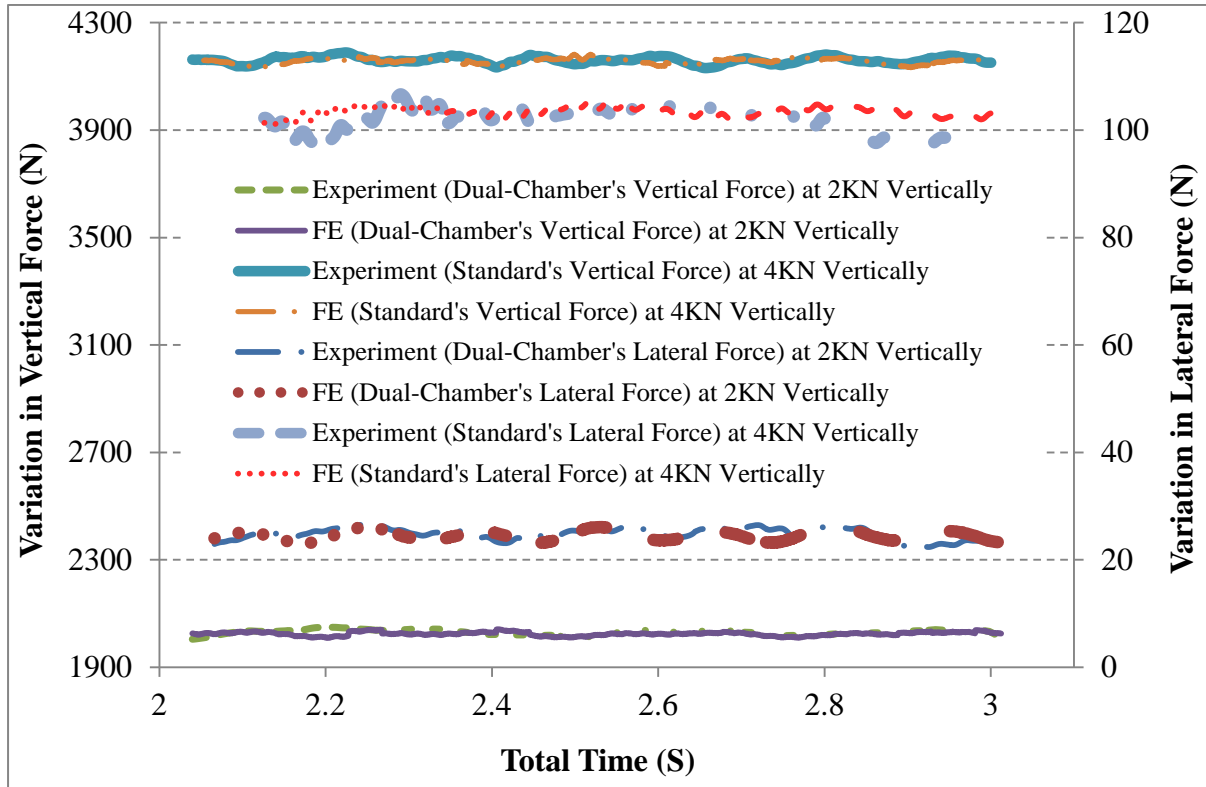 4300
3900
3500
3100
2700
2300
1900
Variation in Vertical Force (N)
120
100
80
60
40
20
0
Variation in Lateral Force (N)
Experiment (Dual-Chamber's Vertical Force) at 2KN Vertically
FE (Dual-Chamber's Vertical Force) at 2KN Vertically
Experiment (Standard's Vertical Force) at 4KN Vertically
FE (Standard's Vertical Force) at 4KN Vertically
Experiment (Dual-Chamber's Lateral Force) at 2KN Vertically
FE (Dual-Chamber's Lateral Force) at 2KN Vertically
Experiment (Standard's Lateral Force) at 4KN Vertically
FE (Standard's Lateral Force) at 4KN Vertically
2 2.2 2.4 2.6 2.8 3
Total Time (S)